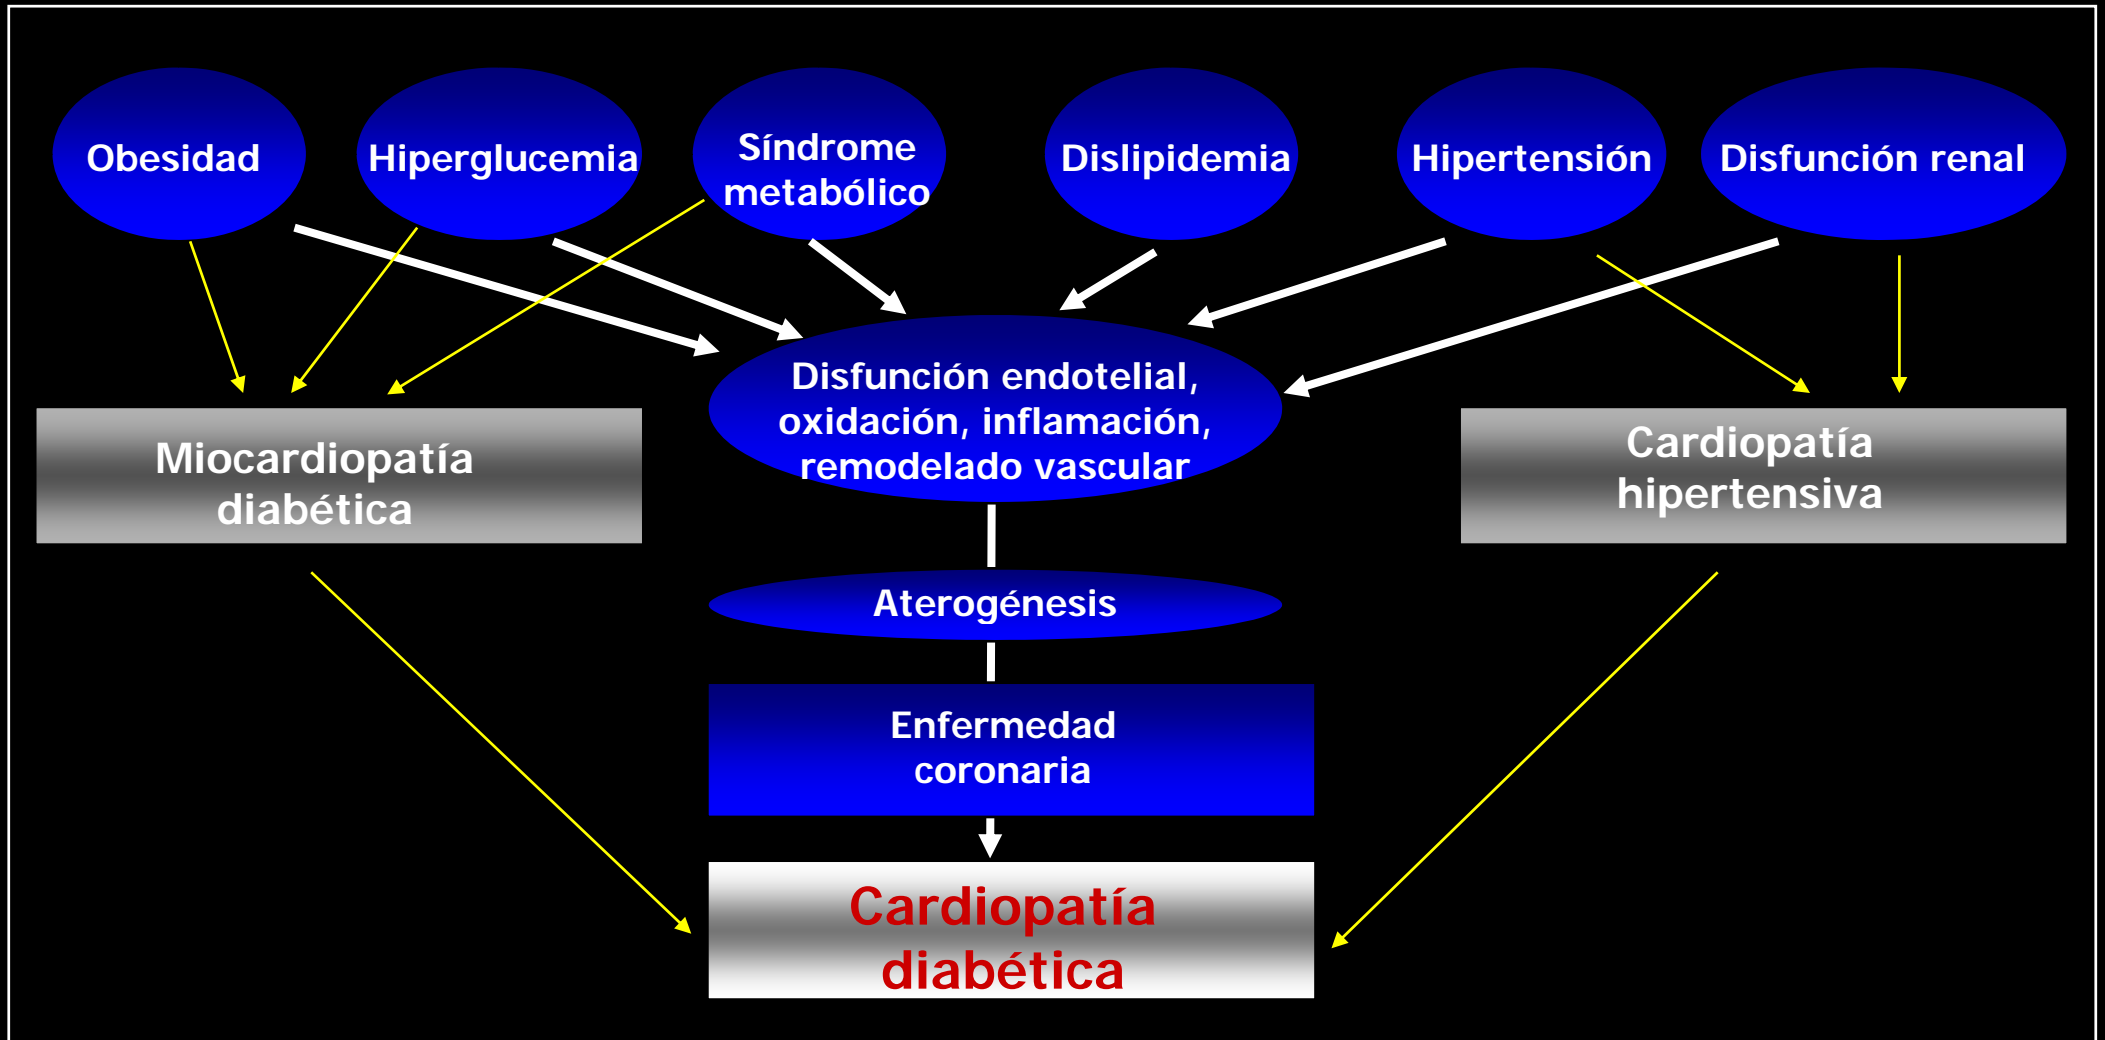 Obesidad
Hiperglucemia
Síndrome
metabólico
Dislipidemia
Hipertensión
Disfunción renal
Disfunción endotelial,
oxidación, inflamación,
remodelado vascular
Miocardiopatía
diabética
Cardiopatía
hipertensiva
Aterogénesis
Enfermedad
coronaria
Cardiopatía
diabética